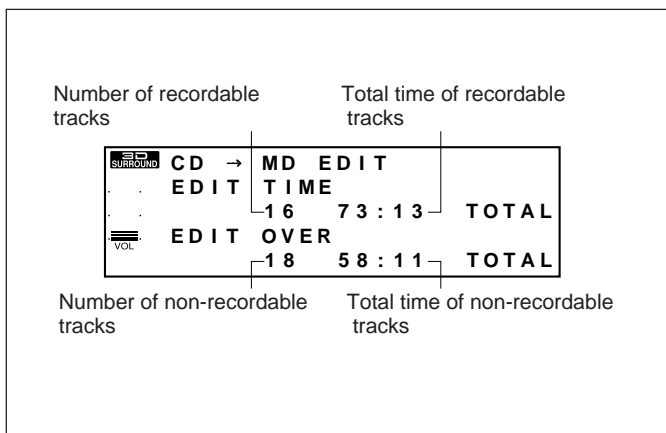 Number of recordable tracks
Total time of recordable tracks
3D SURROUND
CD → MD EDIT
EDIT TIME
16 73:13 TOTAL
EDIT OVER
VOL
18 58:11 TOTAL
Number of non-recordable tracks
Total time of non-recordable tracks